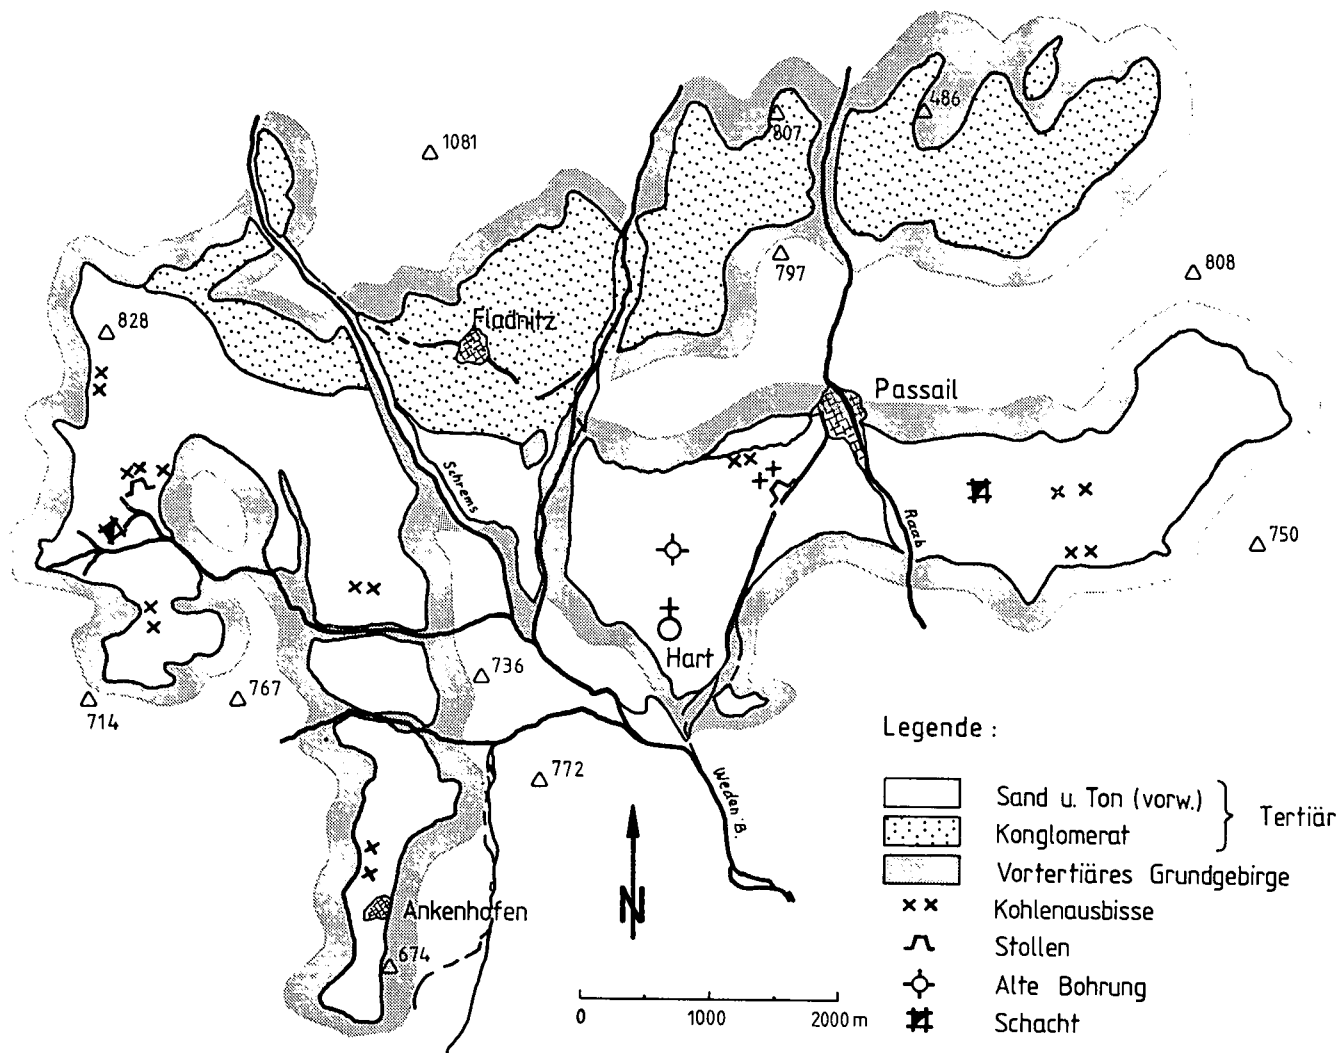 486
807
1081
797
808
828
Fladnitz
Passail
Schrems
Raab
750
Hart
736
767
714
772
Weden B.
N
Ankenhofen
674
0 1000 2000 m
Legende :
Sand u. Ton (vorw.)
Konglomerat
Tertiär
Vortertiäres Grundgebirge
Kohlenausbisse
Stollen
Alte Bohrung
Schacht